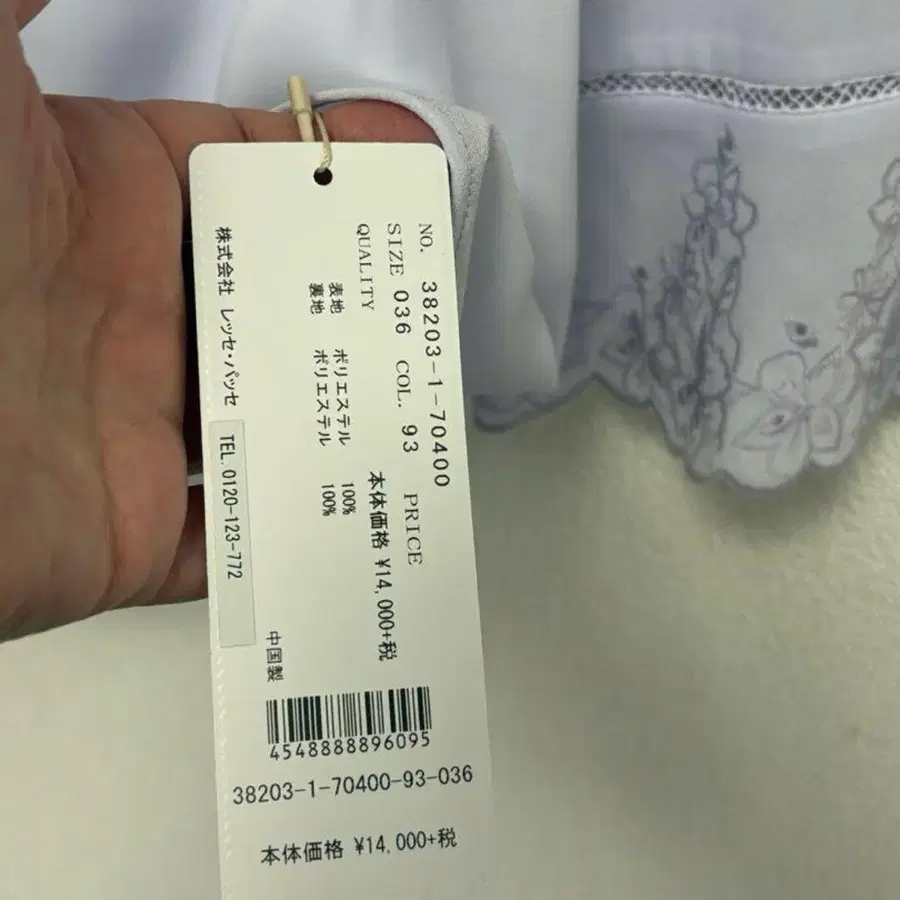 NO. 38203-1-70400
SIZE 036 COL. 93 PRICE
QUALITY 本体価格 ¥14,000+税
表地 ポリエステル 100%
裏地 ポリエステル 100%
中国製
株式会社 レッセ・パッセ
TEL.0120-123-772
4548888896095
38203-1-70400-93-036
本体価格 ¥14,000+税